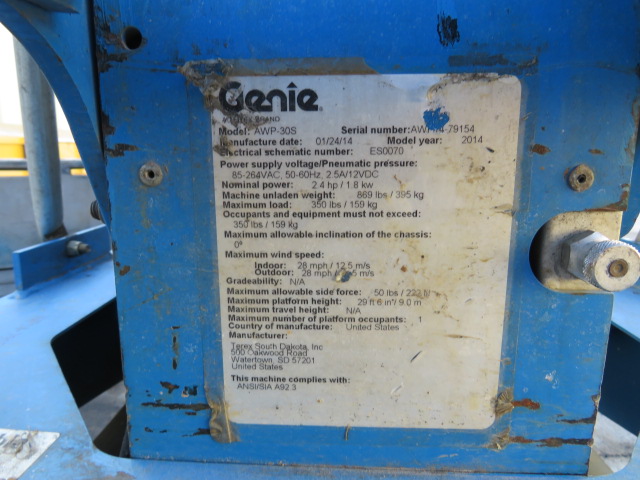 Genie
BRAND
Model: AWP-30S Serial number: 79154
Manufacture date: 01/24/14 Model year: 2014
Electrical schematic number: ES0070
Power supply voltage/Pneumatic pressure:
85-264VAC, 50-60Hz, 2.5A/12VDC
Nominal power: 2.4 hp / 1.8 kw
Machine unladen weight: 869 lbs / 395 kg
Maximum load: 350 lbs / 159 kg
Occupants and equipment must not exceed:
350 lbs / 159 kg
Maximum allowable inclination of the chassis:
0°
Maximum wind speed:
Indoor: 28 mph / 12.5 m/s
Outdoor: 28 mph / m/s
Gradeability: N/A
Maximum allowable side force: 50 lbs /
Maximum platform height: 29 ft 6 in / 9.0 m
Maximum travel height: N/A
Maximum number of platform occupants: 1
Country of manufacture: United States
Manufacturer:
Terex South Dakota, Inc
500 Oakwood Road
Watertown, SD 57201
United States
This machine complies with:
ANSI/SIA A92.3